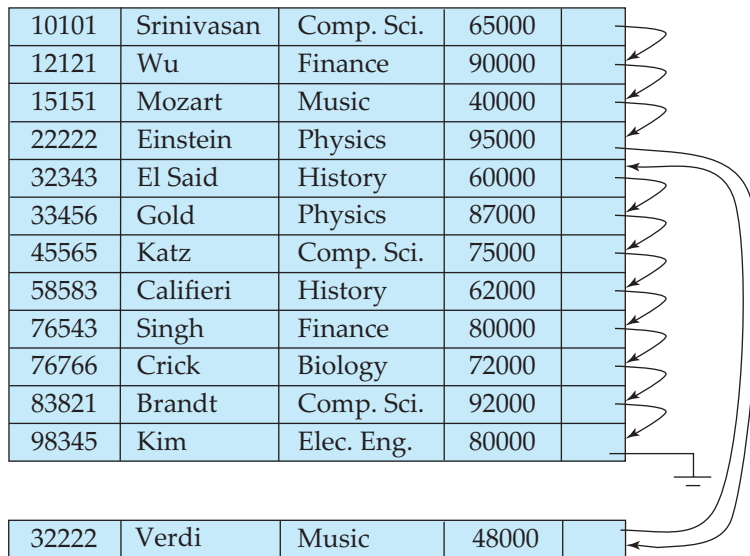 10101 Srinivasan Comp. Sci. 65000
12121 Wu Finance 90000
15151 Mozart Music 40000
22222 Einstein Physics 95000
32343 El Said History 60000
33456 Gold Physics 87000
45565 Katz Comp. Sci. 75000
58583 Califieri History 62000
76543 Singh Finance 80000
76766 Crick Biology 72000
83821 Brandt Comp. Sci. 92000
98345 Kim Elec. Eng. 80000
32222 Verdi Music 48000